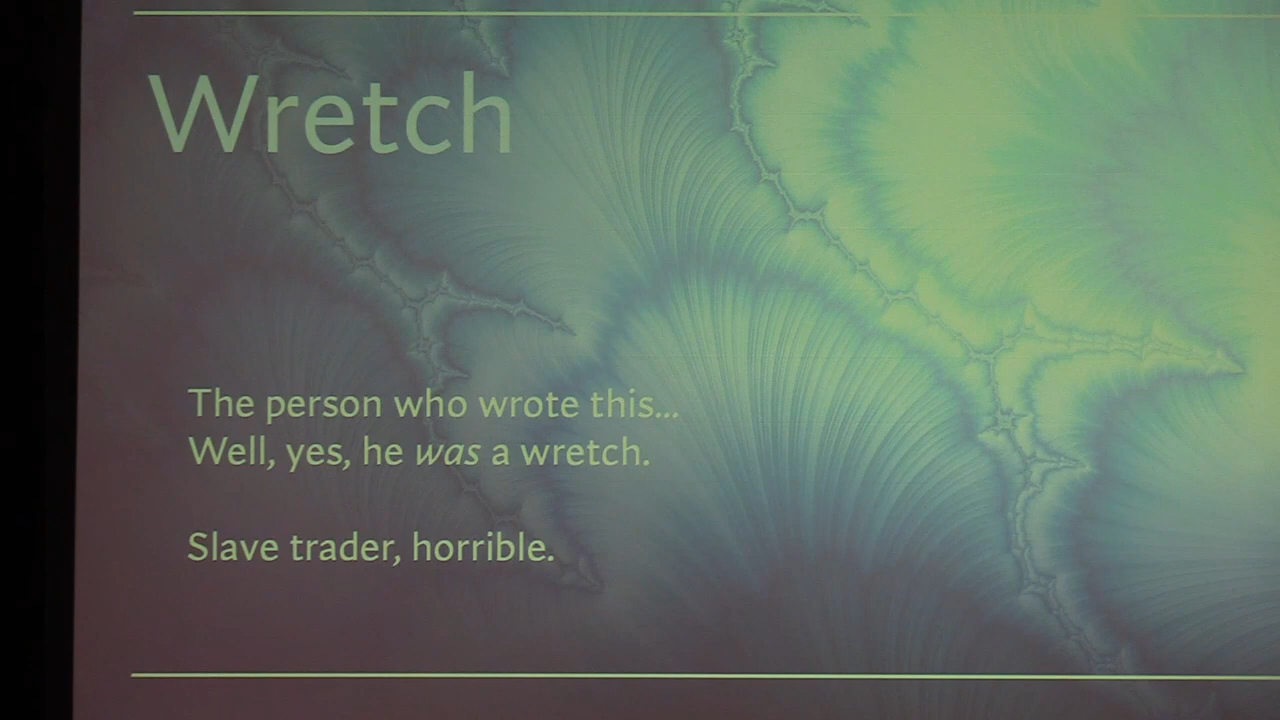 Wretch
The person who wrote this...
Well, yes, he was a wretch.
Slave trader, horrible.